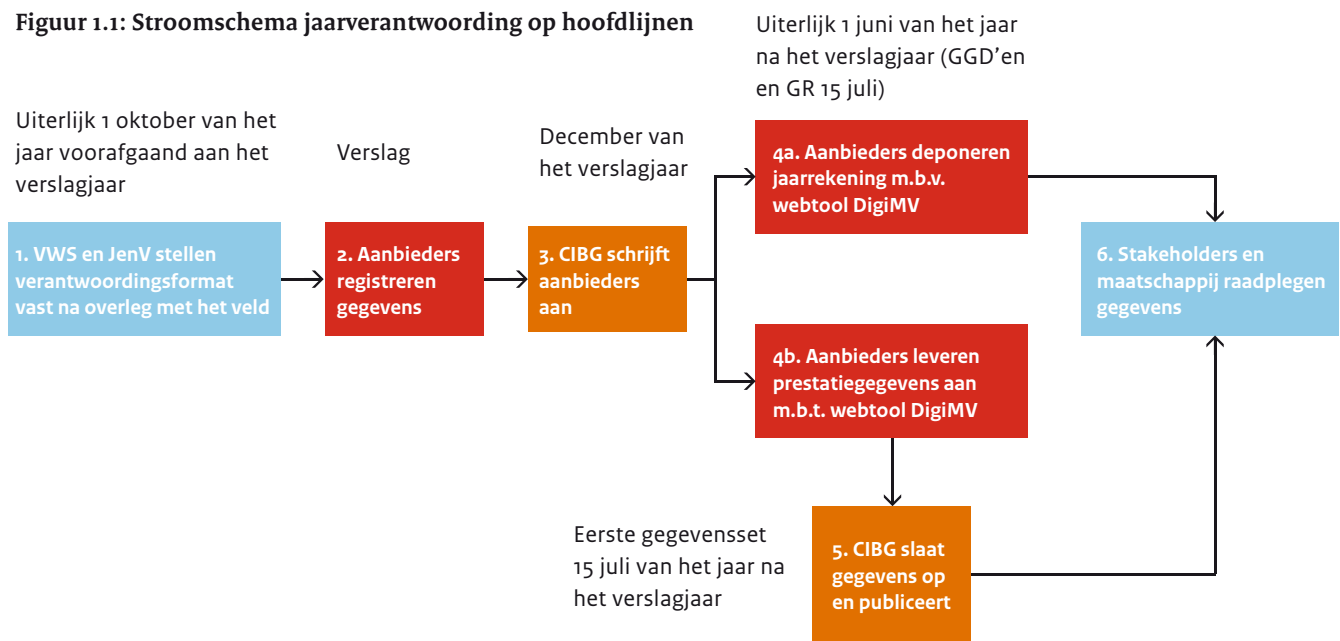 Figuur 1.1: Stroomschema jaarverantwoording op hoofdlijnen
Uiterlijk 1 oktober van het
jaar voorafgaand aan het
verslagjaar
1. VWS en JenV stellen
verantwoordingsformat
vast na overleg met het veld
Verslag
2. Aanbieders
registreren
gegevens
December van
het verslagjaar
3. CIBG schrijft
aanbieders
aan
Uiterlijk 1 juni van het jaar
na het verslagjaar (GGD’en
en GR 15 juli)
4a. Aanbieders deponeren
jaarrekening m.b.v.
webtool DigiMV
4b. Aanbieders leveren
prestatiegegevens aan
m.b.t. webtool DigiMV
Eerste gegevensset
15 juli van het jaar na
het verslagjaar
5. CIBG slaat
gegevens op
en publiceert
6. Stakeholders en
maatschappij raadplegen
gegevens